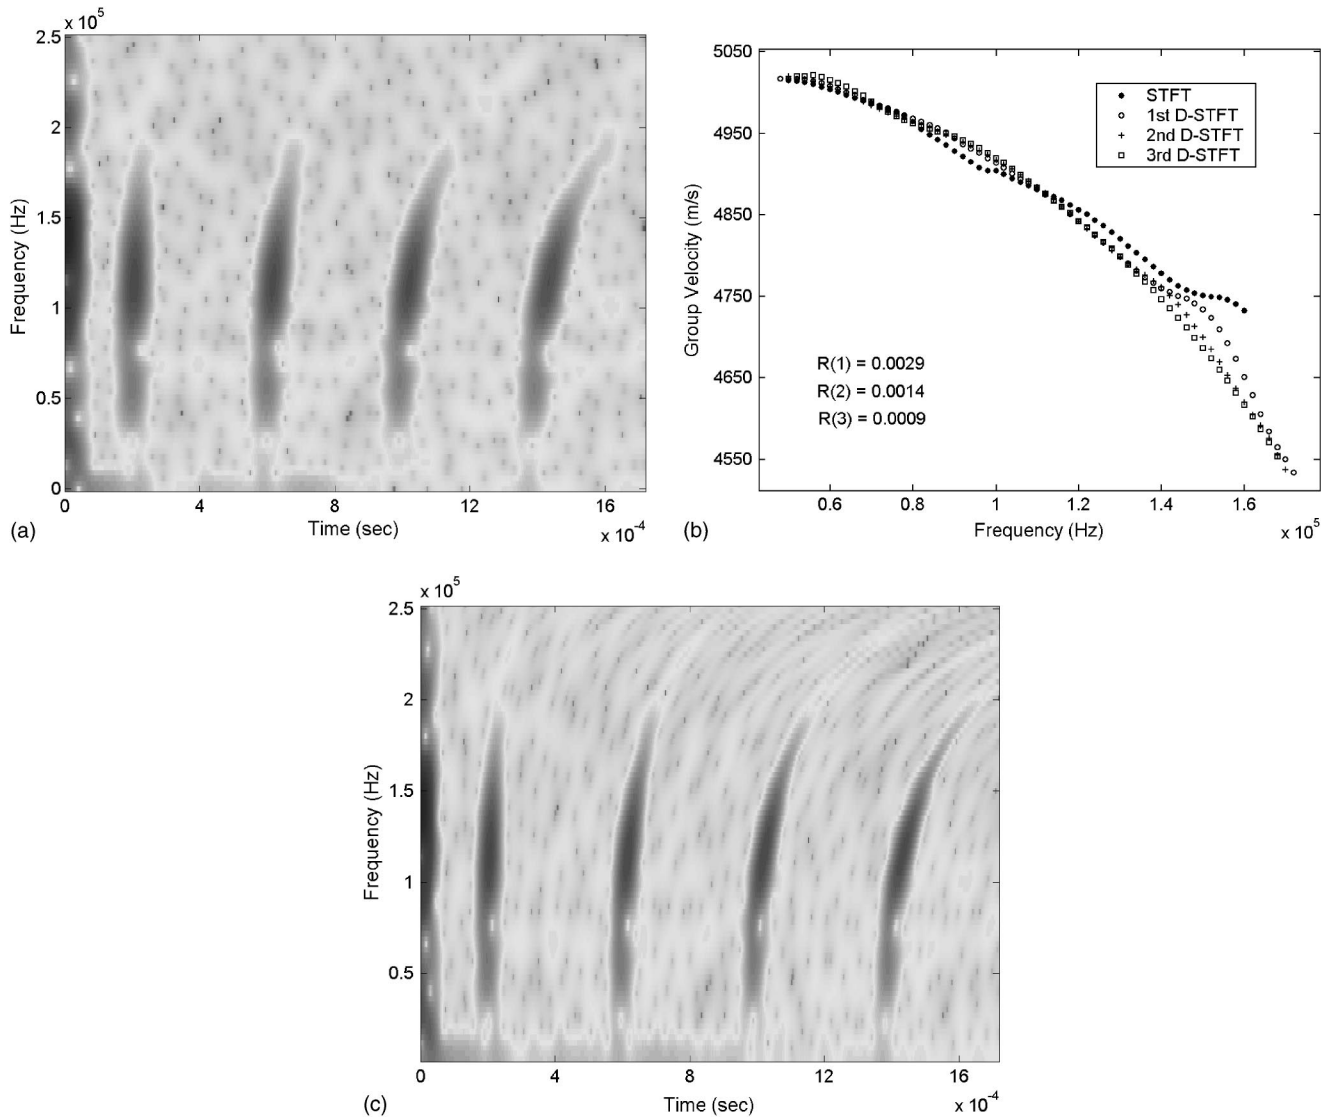 x 10^5
2.5
2
1.5
1
0.5
0
Frequency (Hz)
0 4 8 12 16
Time (sec)
x 10^-4
(a)
5050
4950
4850
4750
4650
4550
Group Velocity (m/s)
STFT
1st D-STFT
2nd D-STFT
3rd D-STFT
R(1) = 0.0029
R(2) = 0.0014
R(3) = 0.0009
0.6 0.8 1 1.2 1.4 1.6
Frequency (Hz)
x 10^5
(b)
x 10^5
2.5
2
1.5
1
0.5
Frequency (Hz)
0 4 8 12 16
Time (sec)
x 10^-4
(c)